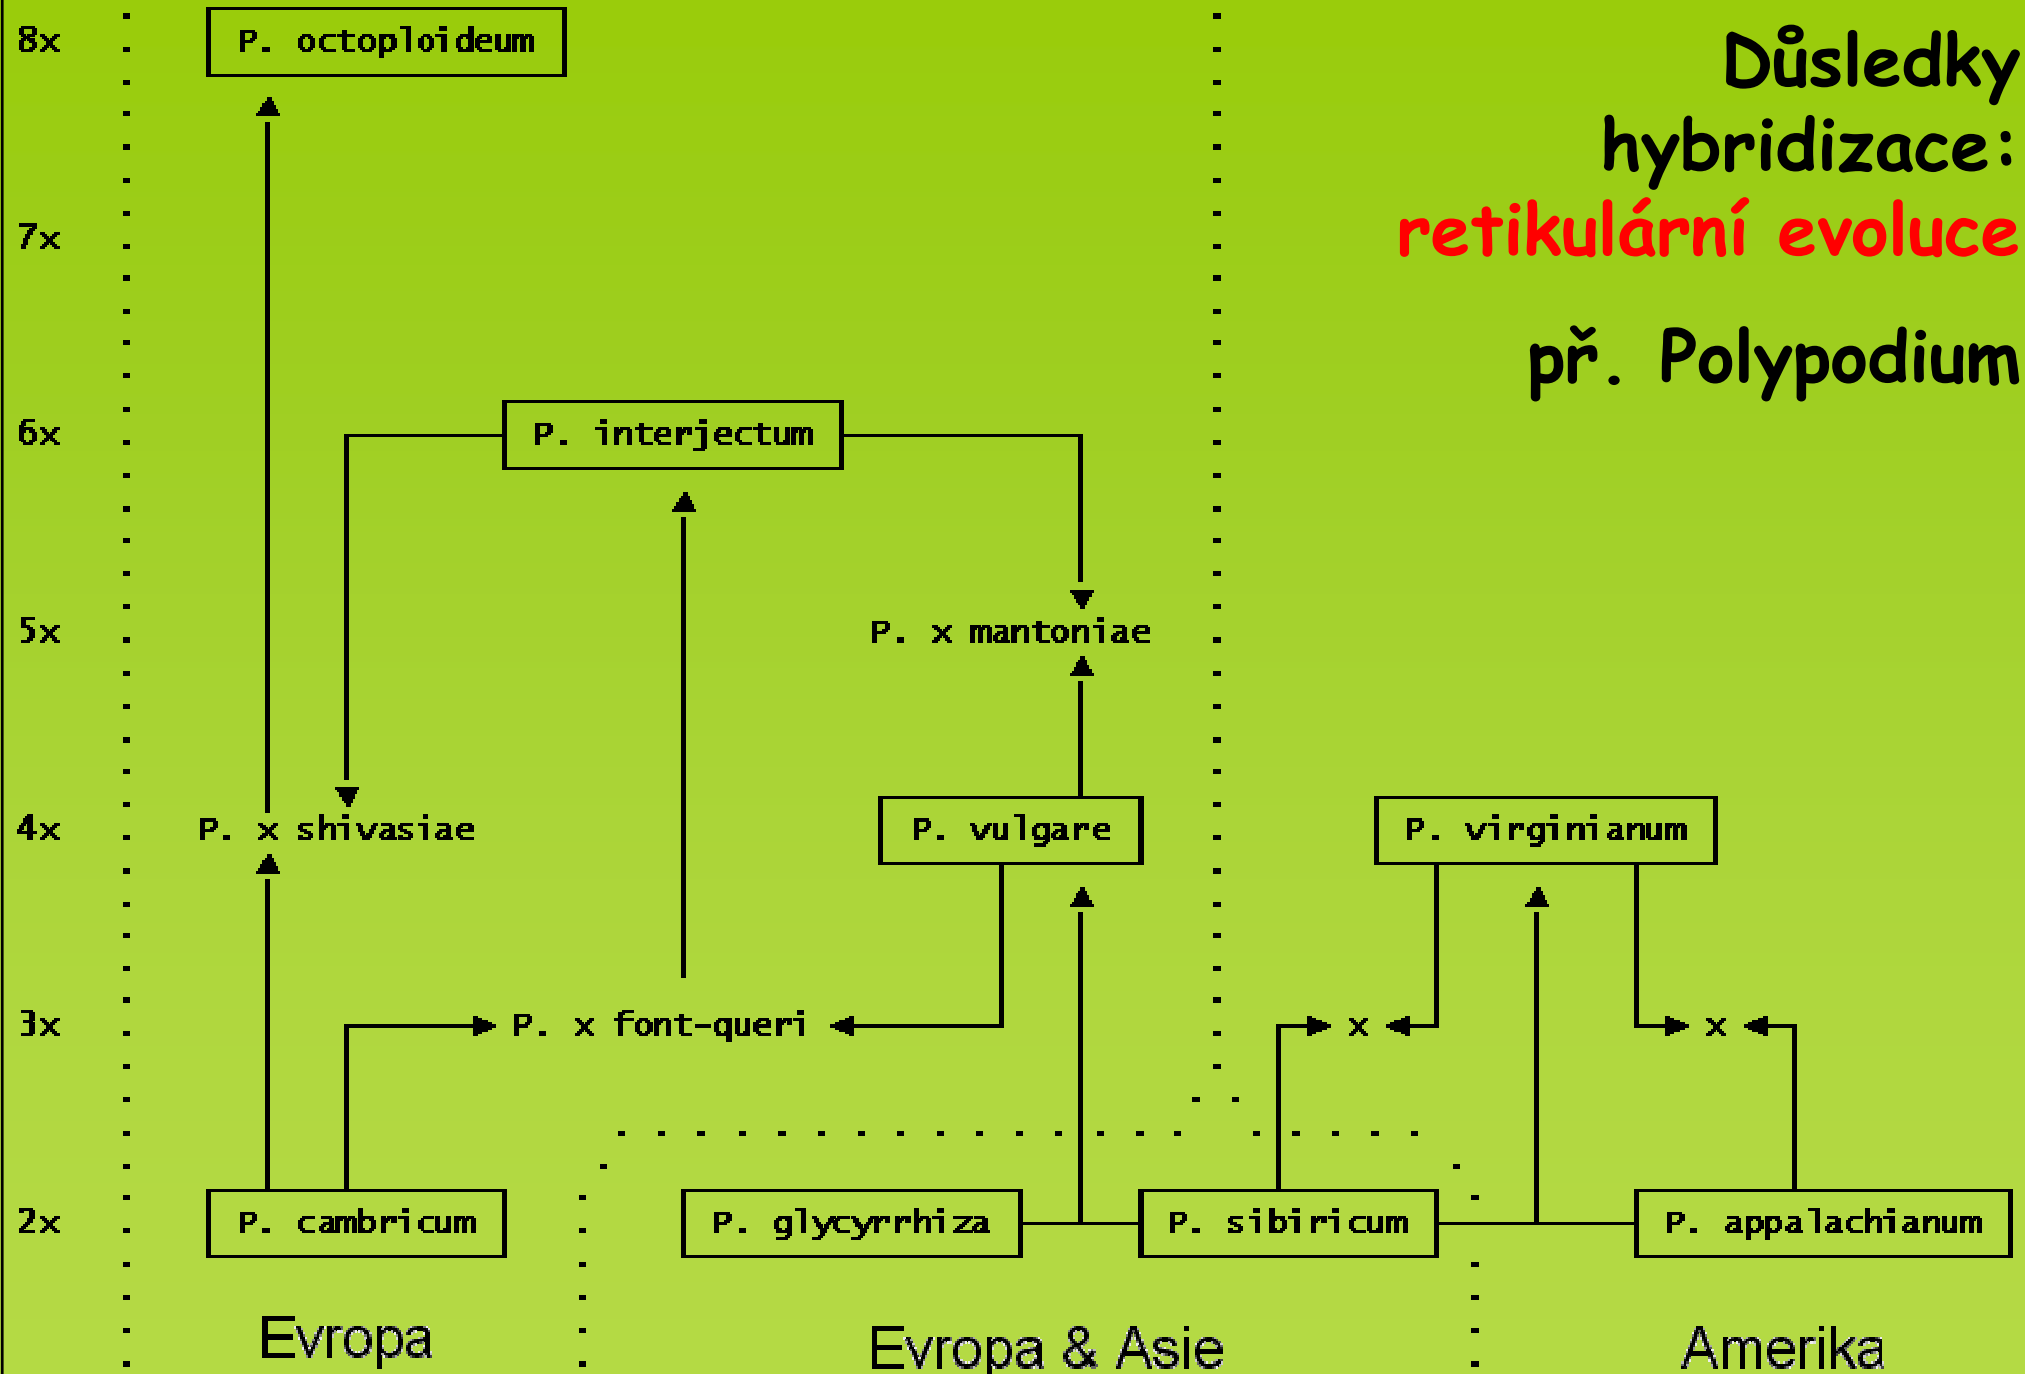 Důsledky
hybridizace:
retikulární evoluce
př. Polypodium
8x P. octoploideum
7x
6x P. interjectum
5x P. x mantoniae
4x P. x shivasiae P. vulgare P. virginianum
3x P. x font-queri x x
2x P. cambricum P. glycyrrhiza P. sibiricum P. appalachianum
Evropa Evropa & Asie Amerika